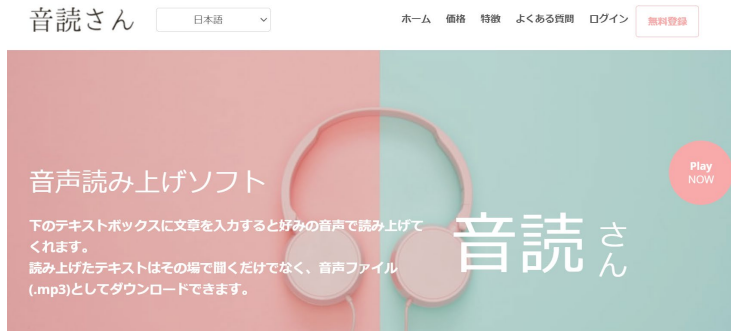 音読さん
日本語
ホーム 価格 特徴 よくある質問 ログイン 無料登録
Play
NOW
音声読み上げソフト
下のテキストボックスに文章を入力すると好みの音声で読み上げて
くれます。
読み上げたテキストはその場で聞くだけでなく、音声ファイル
(.mp3)としてダウンロードできます。
音読さん